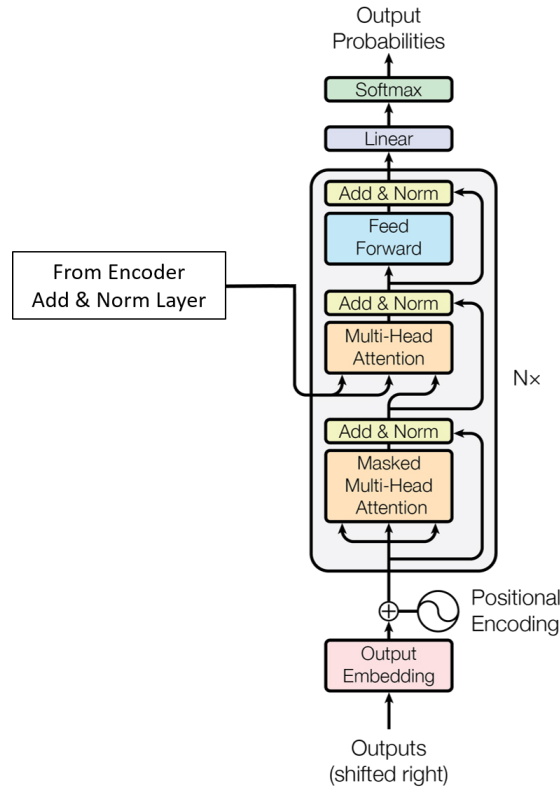 Output
Probabilities
Softmax
Linear
Add & Norm
Feed
Forward
From Encoder
Add & Norm Layer
Add & Norm
Multi-Head
Attention
N×
Add & Norm
Masked
Multi-Head
Attention
Positional
Encoding
Output
Embedding
Outputs
(shifted right)